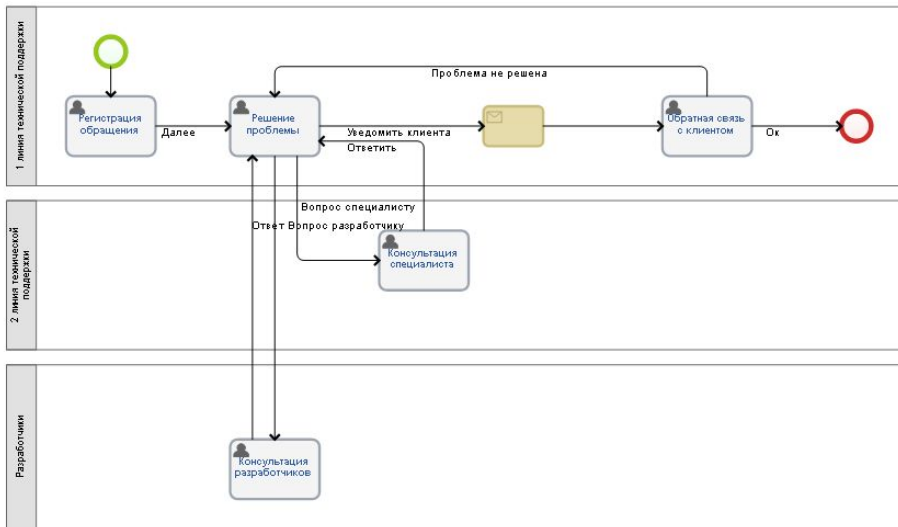 1 линия технической поддержки
Проблема не решена
Регистрация
обращения
Далее
Решение
проблемы
Уведомить клиента
Ответить
Обратная связь
с клиентом
Ок
2 линия технической
поддержки
Вопрос специалисту
Ответ Вопрос разработчику
Консультация
специалиста
Разработчики
Консультация
разработчиков